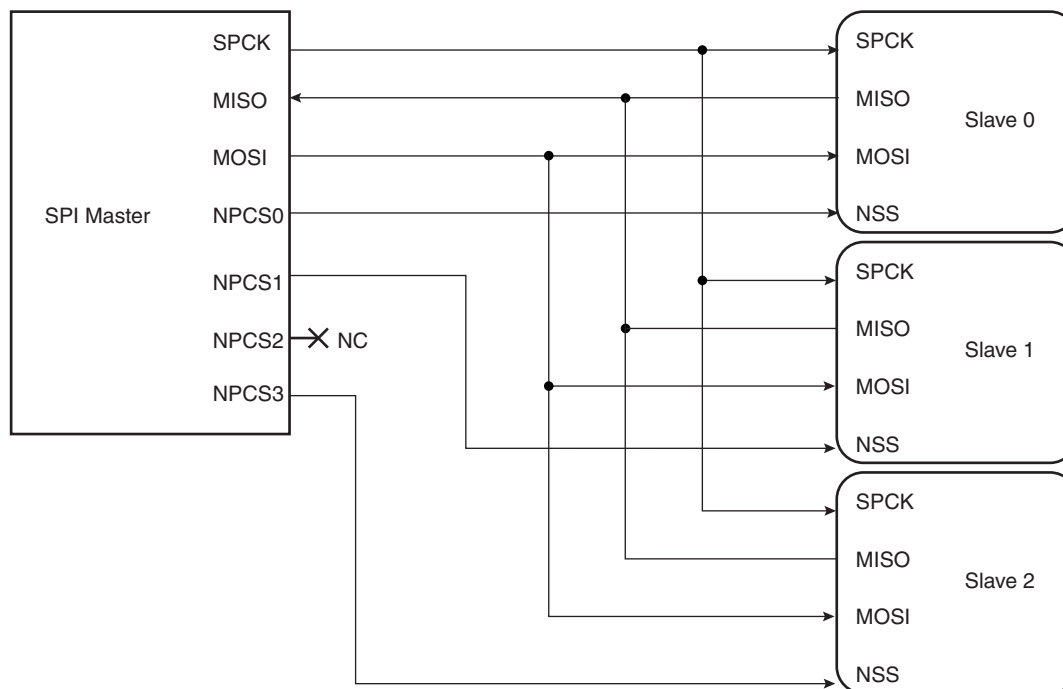 SPI Master
SPCK
MISO
MOSI
NPCS0
NPCS1
NPCS2
NC
NPCS3
SPCK
MISO
Slave 0
MOSI
NSS
SPCK
MISO
Slave 1
MOSI
NSS
SPCK
MISO
Slave 2
MOSI
NSS